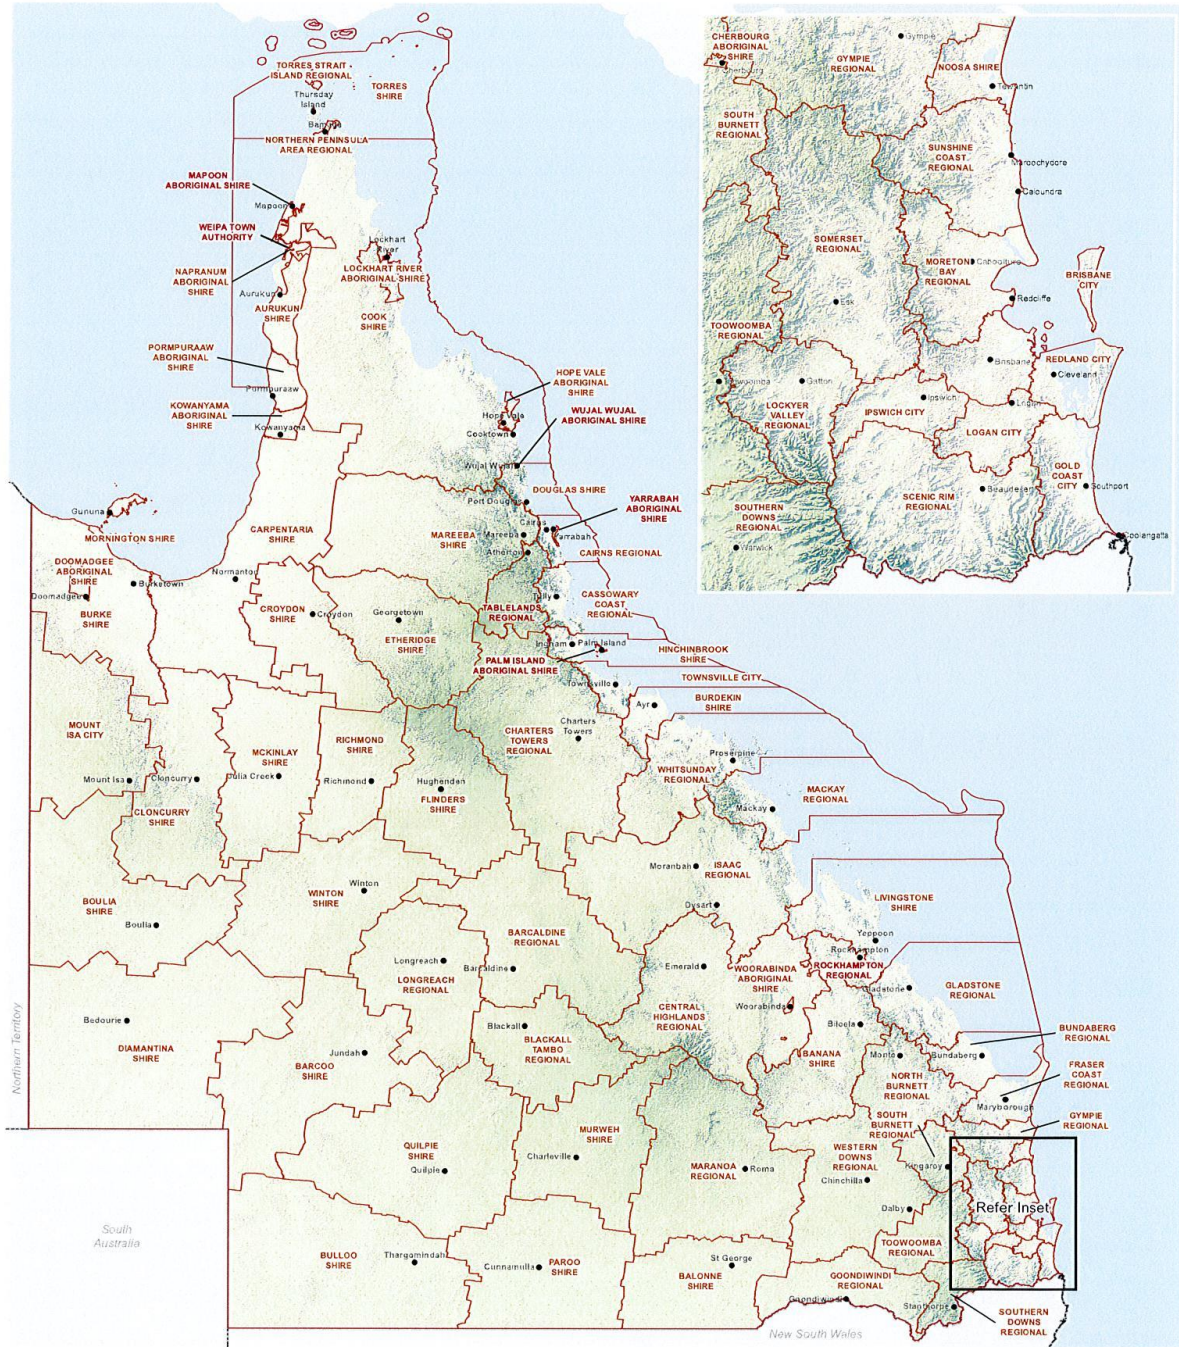 TORRES STRAIT
ISLAND REGIONAL
TORRES
SHIRE
Thursday
Island
NORTHERN PENINSULA
AREA REGIONAL
MAPOON
ABORIGINAL SHIRE
Mapoon
WEIPA TOWN
AUTHORITY
Lockhart
River
LOCKHART RIVER
ABORIGINAL SHIRE
NAPRANUM
ABORIGINAL
SHIRE
Aurukun
AURUKUN
SHIRE
COOK
SHIRE
PORMPURAAW
ABORIGINAL
SHIRE
Pormpuraaw
KOWANYAMA
ABORIGINAL
SHIRE
Kowanyama
HOPE VALE
ABORIGINAL
SHIRE
Hope Vale
WUJAL WUJAL
ABORIGINAL SHIRE
Cooktown
Wujal Wujal
DOUGLAS SHIRE
Port Douglas
YARRABAH
ABORIGINAL
SHIRE
Cairns
Yarrabah
Gununa
MORNINGTON SHIRE
CARPENTARIA
SHIRE
MAREEBA
SHIRE
Mareeba
Atherton
CAIRNS REGIONAL
DOOMADGEE
ABORIGINAL
SHIRE
Doomadgee
Burketown
Normanton
BURKE
SHIRE
CROYDON
SHIRE
Croydon
Georgetown
ETHERIDGE
SHIRE
TABLELANDS
REGIONAL
Tully
CASSOWARY
COAST
REGIONAL
Ingham
Palm Island
HINCHINBROOK
SHIRE
PALM ISLAND
ABORIGINAL SHIRE
Townsville
TOWNSVILLE CITY
BURDEKIN
SHIRE
Ayr
MOUNT
ISA CITY
Mount Isa
Cloncurry
CLONCURRY
SHIRE
MCKINLAY
SHIRE
Julia Creek
RICHMOND
SHIRE
Richmond
Hughenden
FLINDERS
SHIRE
CHARTERS
TOWERS
REGIONAL
Charters
Towers
Proserpine
WHITSUNDAY
REGIONAL
MACKAY
REGIONAL
Mackay
Moranbah
ISAAC
REGIONAL
Dysart
LIVINGSTONE
SHIRE
Yeppoon
Rockhampton
ROCKHAMPTON
REGIONAL
BOULIA
SHIRE
Boulia
WINTON
SHIRE
Winton
BARCALDINE
REGIONAL
Barcaldine
Longreach
LONGREACH
REGIONAL
Emerald
WOORABINDA
ABORIGINAL
SHIRE
Woorabinda
Gladstone
GLADSTONE
REGIONAL
CENTRAL
HIGHLANDS
REGIONAL
Biloela
BANANA
SHIRE
Bedourie
DIAMANTINA
SHIRE
Jundah
BARCOO
SHIRE
Blackall
BLACKALL
TAMBO
REGIONAL
Monto
Bundaberg
BUNDABERG
REGIONAL
NORTH
BURNETT
REGIONAL
FRASER
COAST
REGIONAL
Maryborough
GYMPIE
REGIONAL
SOUTH
BURNETT
REGIONAL
Kingaroy
QUILPIE
SHIRE
Quilpie
MURWEH
SHIRE
Charleville
MARANOA
REGIONAL
Roma
WESTERN
DOWNS
REGIONAL
Chinchilla
Dalby
TOOWOOMBA
REGIONAL
Refer Inset
BULLOO
SHIRE
Thargomindah
Cunnamulla
PAROO
SHIRE
St George
BALONNE
SHIRE
GOONDIWINDI
REGIONAL
Goondiwindi
Stanthorpe
SOUTHERN
DOWNS
REGIONAL
Northern Territory
South
Australia
New South Wales
CHERBOURG
ABORIGINAL
SHIRE
Cherbourg
GYMPIE
REGIONAL
Gympie
NOOSA SHIRE
Tewantin
SOUTH
BURNETT
REGIONAL
SUNSHINE
COAST
REGIONAL
Maroochydore
Caloundra
SOMERSET
REGIONAL
Esk
MORETON
BAY
REGIONAL
Caboolture
Redcliffe
BRISBANE
CITY
Brisbane
TOOWOOMBA
REGIONAL
Toowoomba
Gatton
LOCKYER
VALLEY
REGIONAL
IPSWICH CITY
Ipswich
REDLAND CITY
Cleveland
Logan
LOGAN CITY
SCENIC RIM
REGIONAL
Beaudesert
GOLD
COAST
CITY
Southport
Coolangatta
SOUTHERN
DOWNS
REGIONAL
Warwick